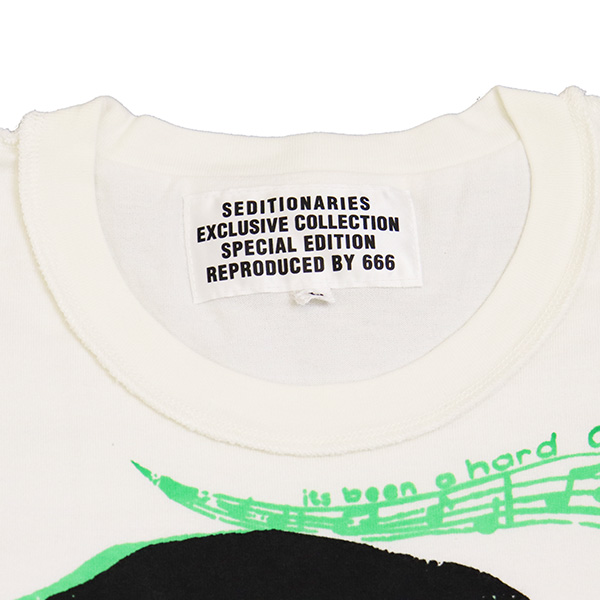 SEDITIONARIES
EXCLUSIVE COLLECTION
SPECIAL EDITION
REPRODUCED BY 666
its been a hard